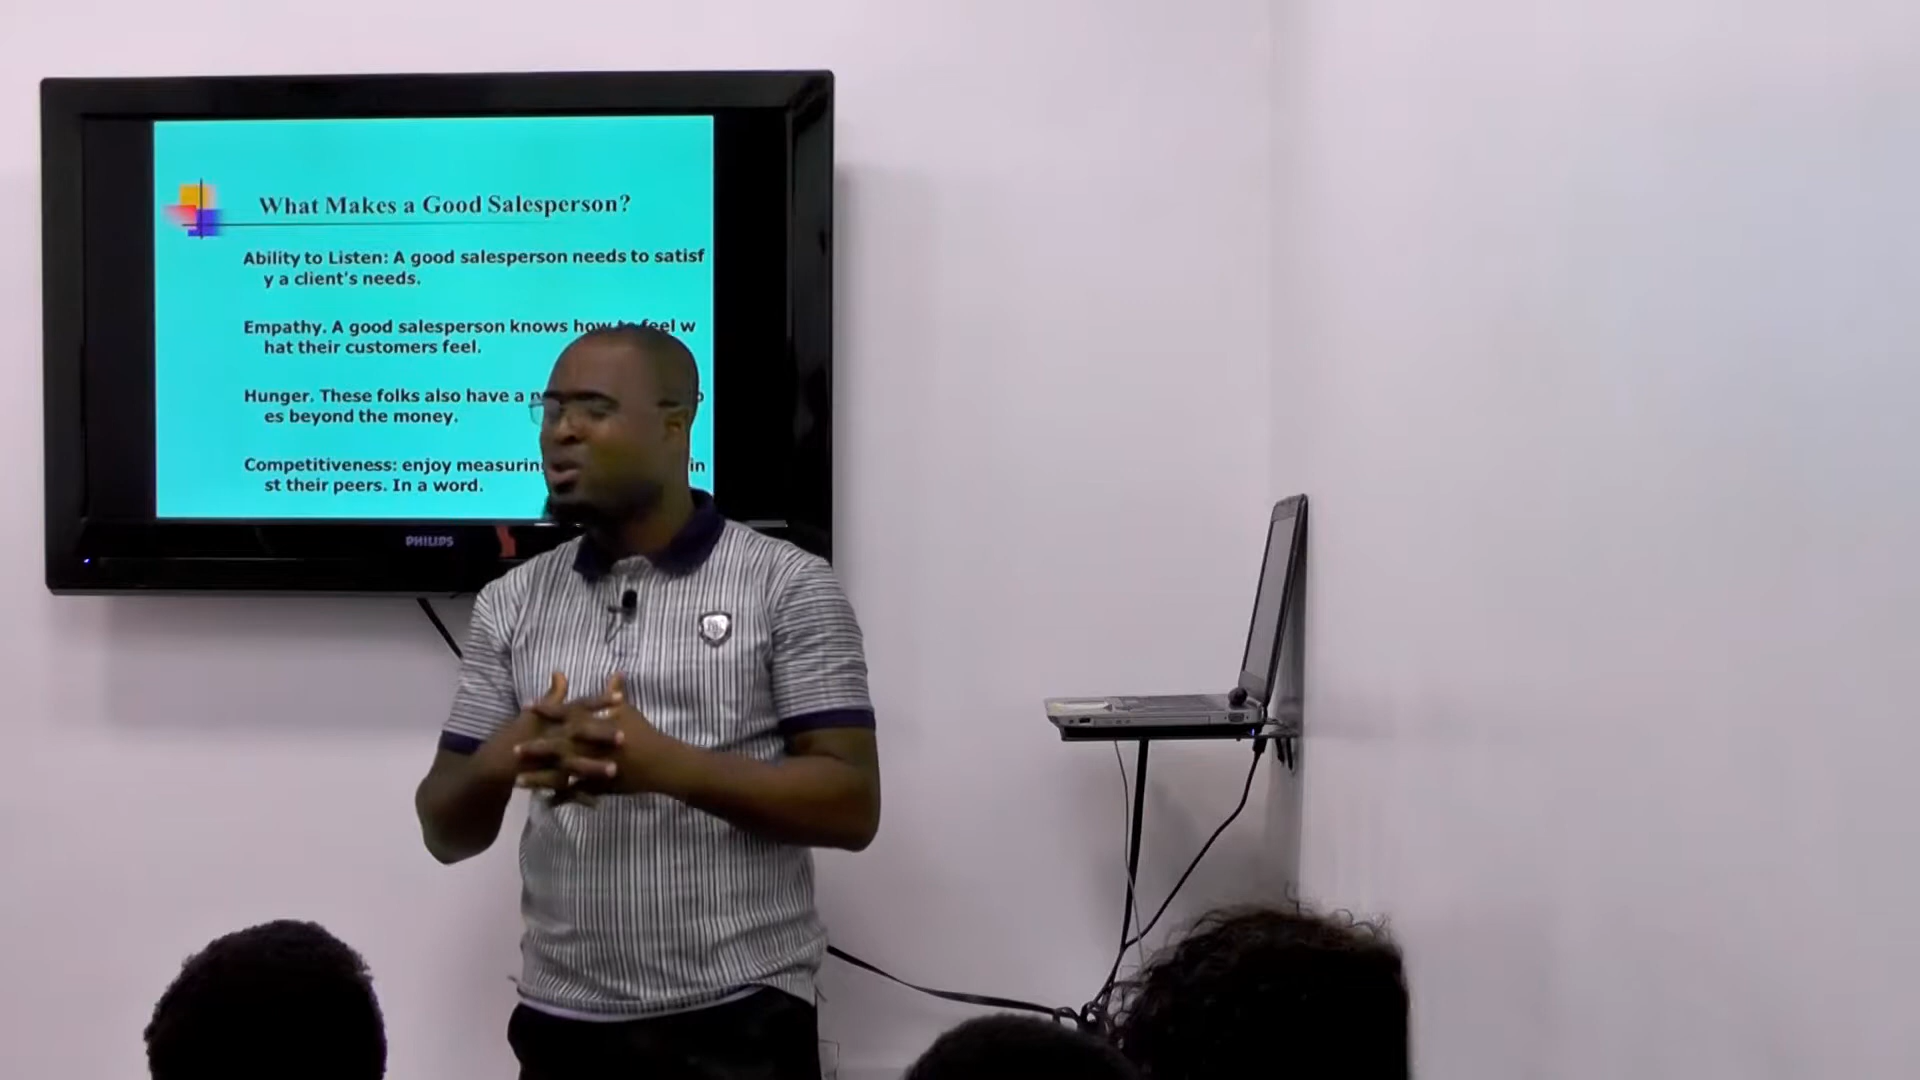 What Makes a Good Salesperson?
Ability to Listen: A good salesperson needs to satisf
y a client's needs.
Empathy. A good salesperson knows how to feel w
hat their customers feel.
Hunger. These folks also have a
es beyond the money.
Competitiveness: enjoy measuring
st their peers. In a word.
PHILIPS